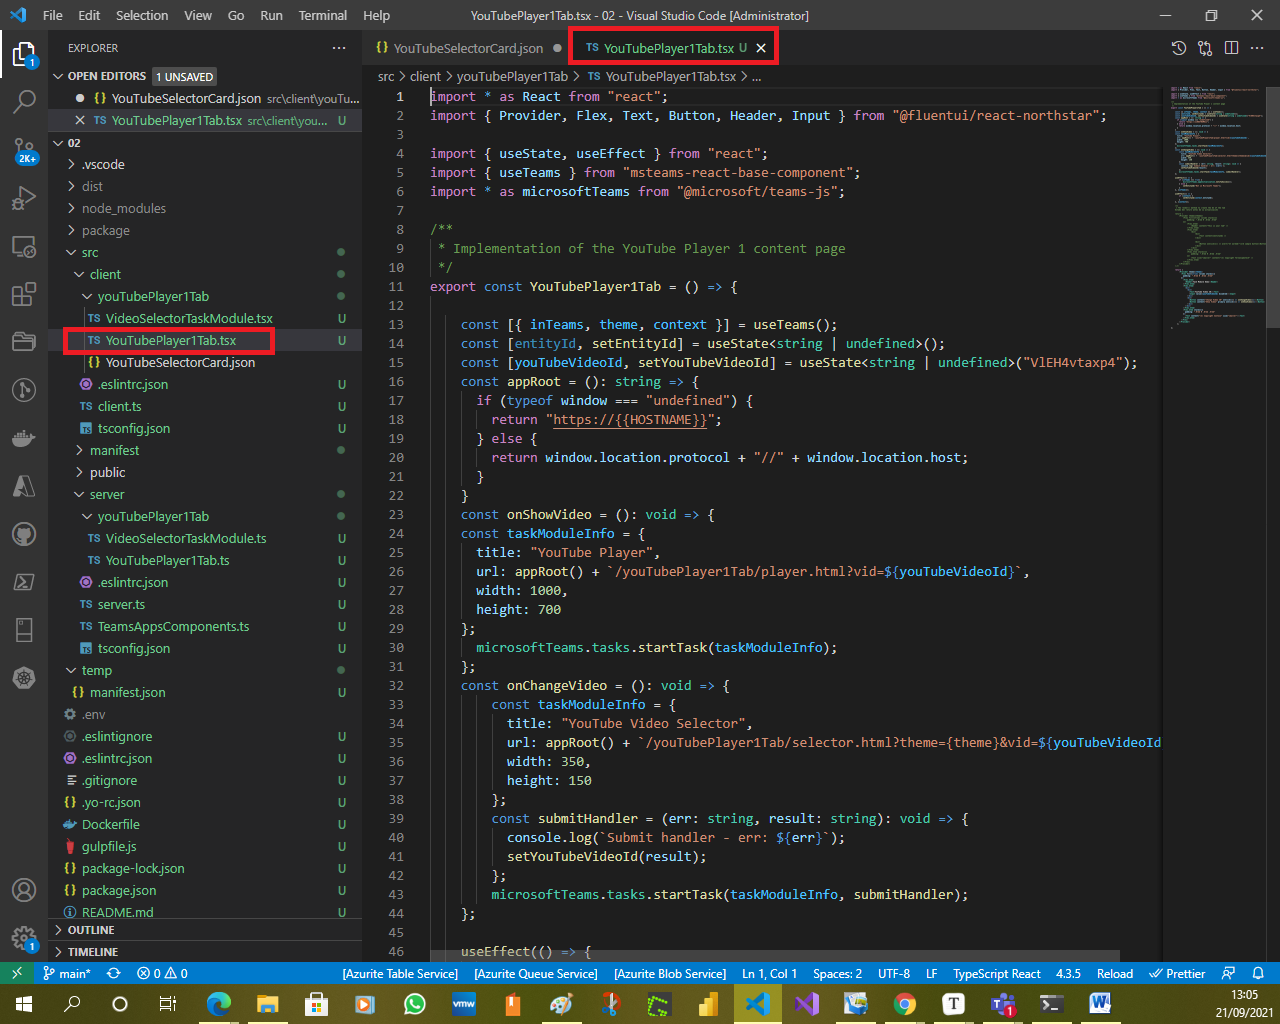 File Edit Selection View Go Run Terminal Help YouTubePlayer1Tab.tsx - 02 - Visual Studio Code [Administrator]
EXPLORER
OPEN EDITORS 1 UNSAVED
{} YouTubeSelectorCard.json src\client\youTu...
TS YouTubePlayer1Tab.tsx src\client\you... U
02
.vscode
dist
node_modules
package
src
client
youTubePlayer1Tab
TS VideoSelectorTaskModule.tsx U
TS YouTubePlayer1Tab.tsx U
{} YouTubeSelectorCard.json
.eslintrc.json U
TS client.ts U
tsconfig.json U
manifest
public
server
youTubePlayer1Tab
TS VideoSelectorTaskModule.ts U
TS YouTubePlayer1Tab.ts U
.eslintrc.json U
TS server.ts U
TS TeamsAppsComponents.ts U
tsconfig.json U
temp
{} manifest.json U
.env
.eslintignore U
.eslintrc.json U
.gitignore U
{} .yo-rc.json U
Dockerfile U
gulpfile.js U
{} package-lock.json U
{} package.json U
README.md U
OUTLINE
TIMELINE
1
2K+
1
{} YouTubeSelectorCard.json
TS YouTubePlayer1Tab.tsx U
src > client > youTubePlayer1Tab > TS YouTubePlayer1Tab.tsx > ...
1 import * as React from "react";
2 import { Provider, Flex, Text, Button, Header, Input } from "@fluentui/react-northstar";
3
4 import { useState, useEffect } from "react";
5 import { useTeams } from "msteams-react-base-component";
6 import * as microsoftTeams from "@microsoft/teams-js";
7
8 /**
9 * Implementation of the YouTube Player 1 content page
10 */
11 export const YouTubePlayer1Tab = () => {
12
13 const [{ inTeams, theme, context }] = useTeams();
14 const [entityId, setEntityId] = useState<string | undefined>();
15 const [youTubeVideoId, setYouTubeVideoId] = useState<string | undefined>("VlEH4vtaxp4");
16 const appRoot = (): string => {
17 if (typeof window === "undefined") {
18 return "https://{{HOSTNAME}}";
19 } else {
20 return window.location.protocol + "//" + window.location.host;
21 }
22 }
23 const onShowVideo = (): void => {
24 const taskModuleInfo = {
25 title: "YouTube Player",
26 url: appRoot() + `/youTubePlayer1Tab/player.html?vid=${youTubeVideoId}`,
27 width: 1000,
28 height: 700
29 };
30 microsoftTeams.tasks.startTask(taskModuleInfo);
31 };
32 const onChangeVideo = (): void => {
33 const taskModuleInfo = {
34 title: "YouTube Video Selector",
35 url: appRoot() + `/youTubePlayer1Tab/selector.html?theme={theme}&vid=${youTubeVideoId
36 width: 350,
37 height: 150
38 };
39 const submitHandler = (err: string, result: string): void => {
40 console.log(`Submit handler - err: ${err}`);
41 setYouTubeVideoId(result);
42 };
43 microsoftTeams.tasks.startTask(taskModuleInfo, submitHandler);
44 };
45
46 useEffect(() => {
main* 0 0 [Azurite Table Service] [Azurite Queue Service] [Azurite Blob Service] Ln 1, Col 1 Spaces: 2 UTF-8 LF TypeScript React 4.3.5 Reload Prettier
vmw T 1 W
13:05
21/09/2021